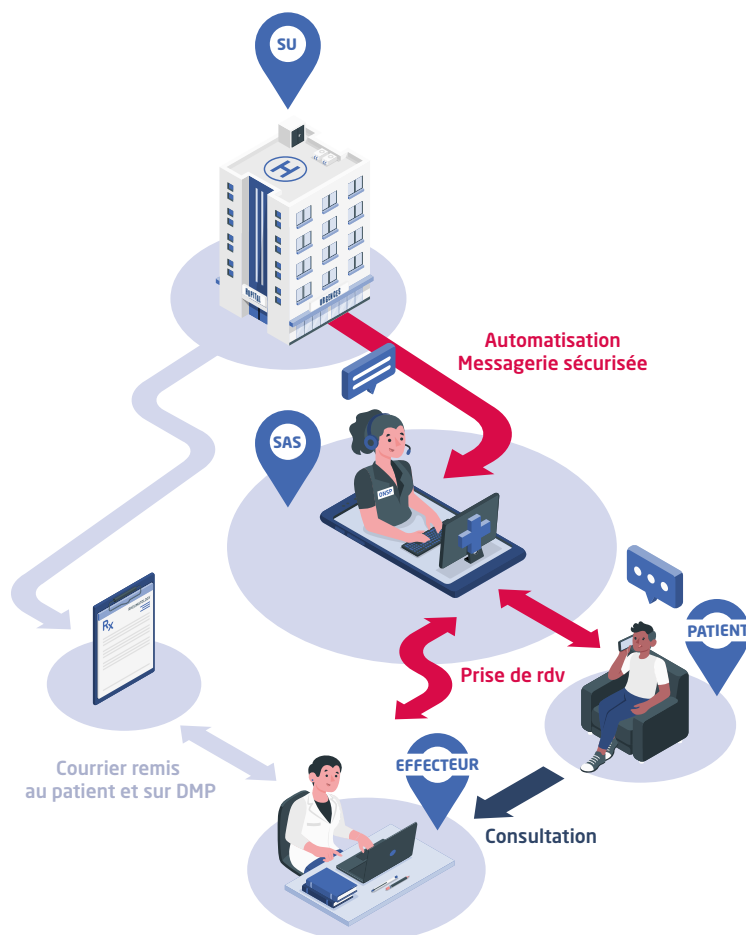 SU
H
HOPITAL
URGENCES
Automatisation
Messagerie sécurisée
SAS
ONSP
PATIENT
Rx
Prise de rdv
EFFECTEUR
Courrier remis
au patient et sur DMP
Consultation